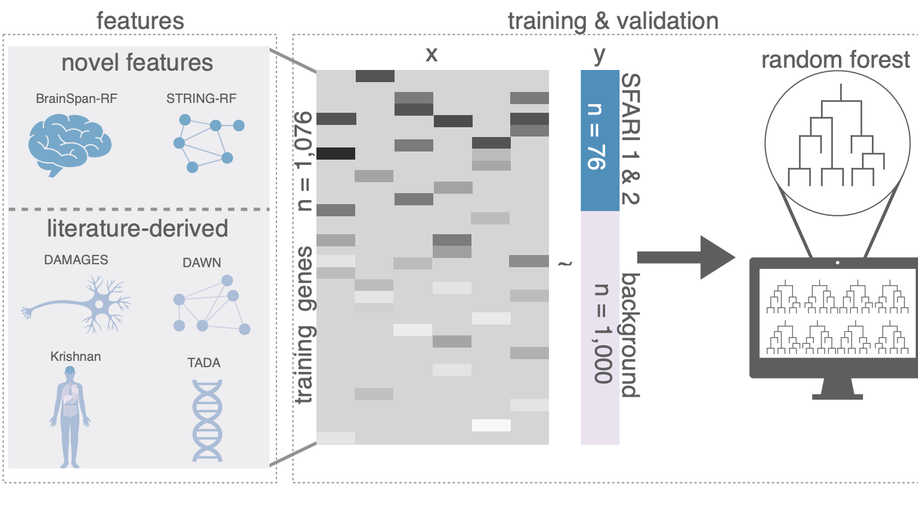 features
novel features
BrainSpan-RF
STRING-RF
literature-derived
DAMAGES
DAWN
Krishnan
TADA
training & validation
x
y
training genes n = 1,076
~
n = 76
SFARI 1 & 2
n = 1,000
background
random forest